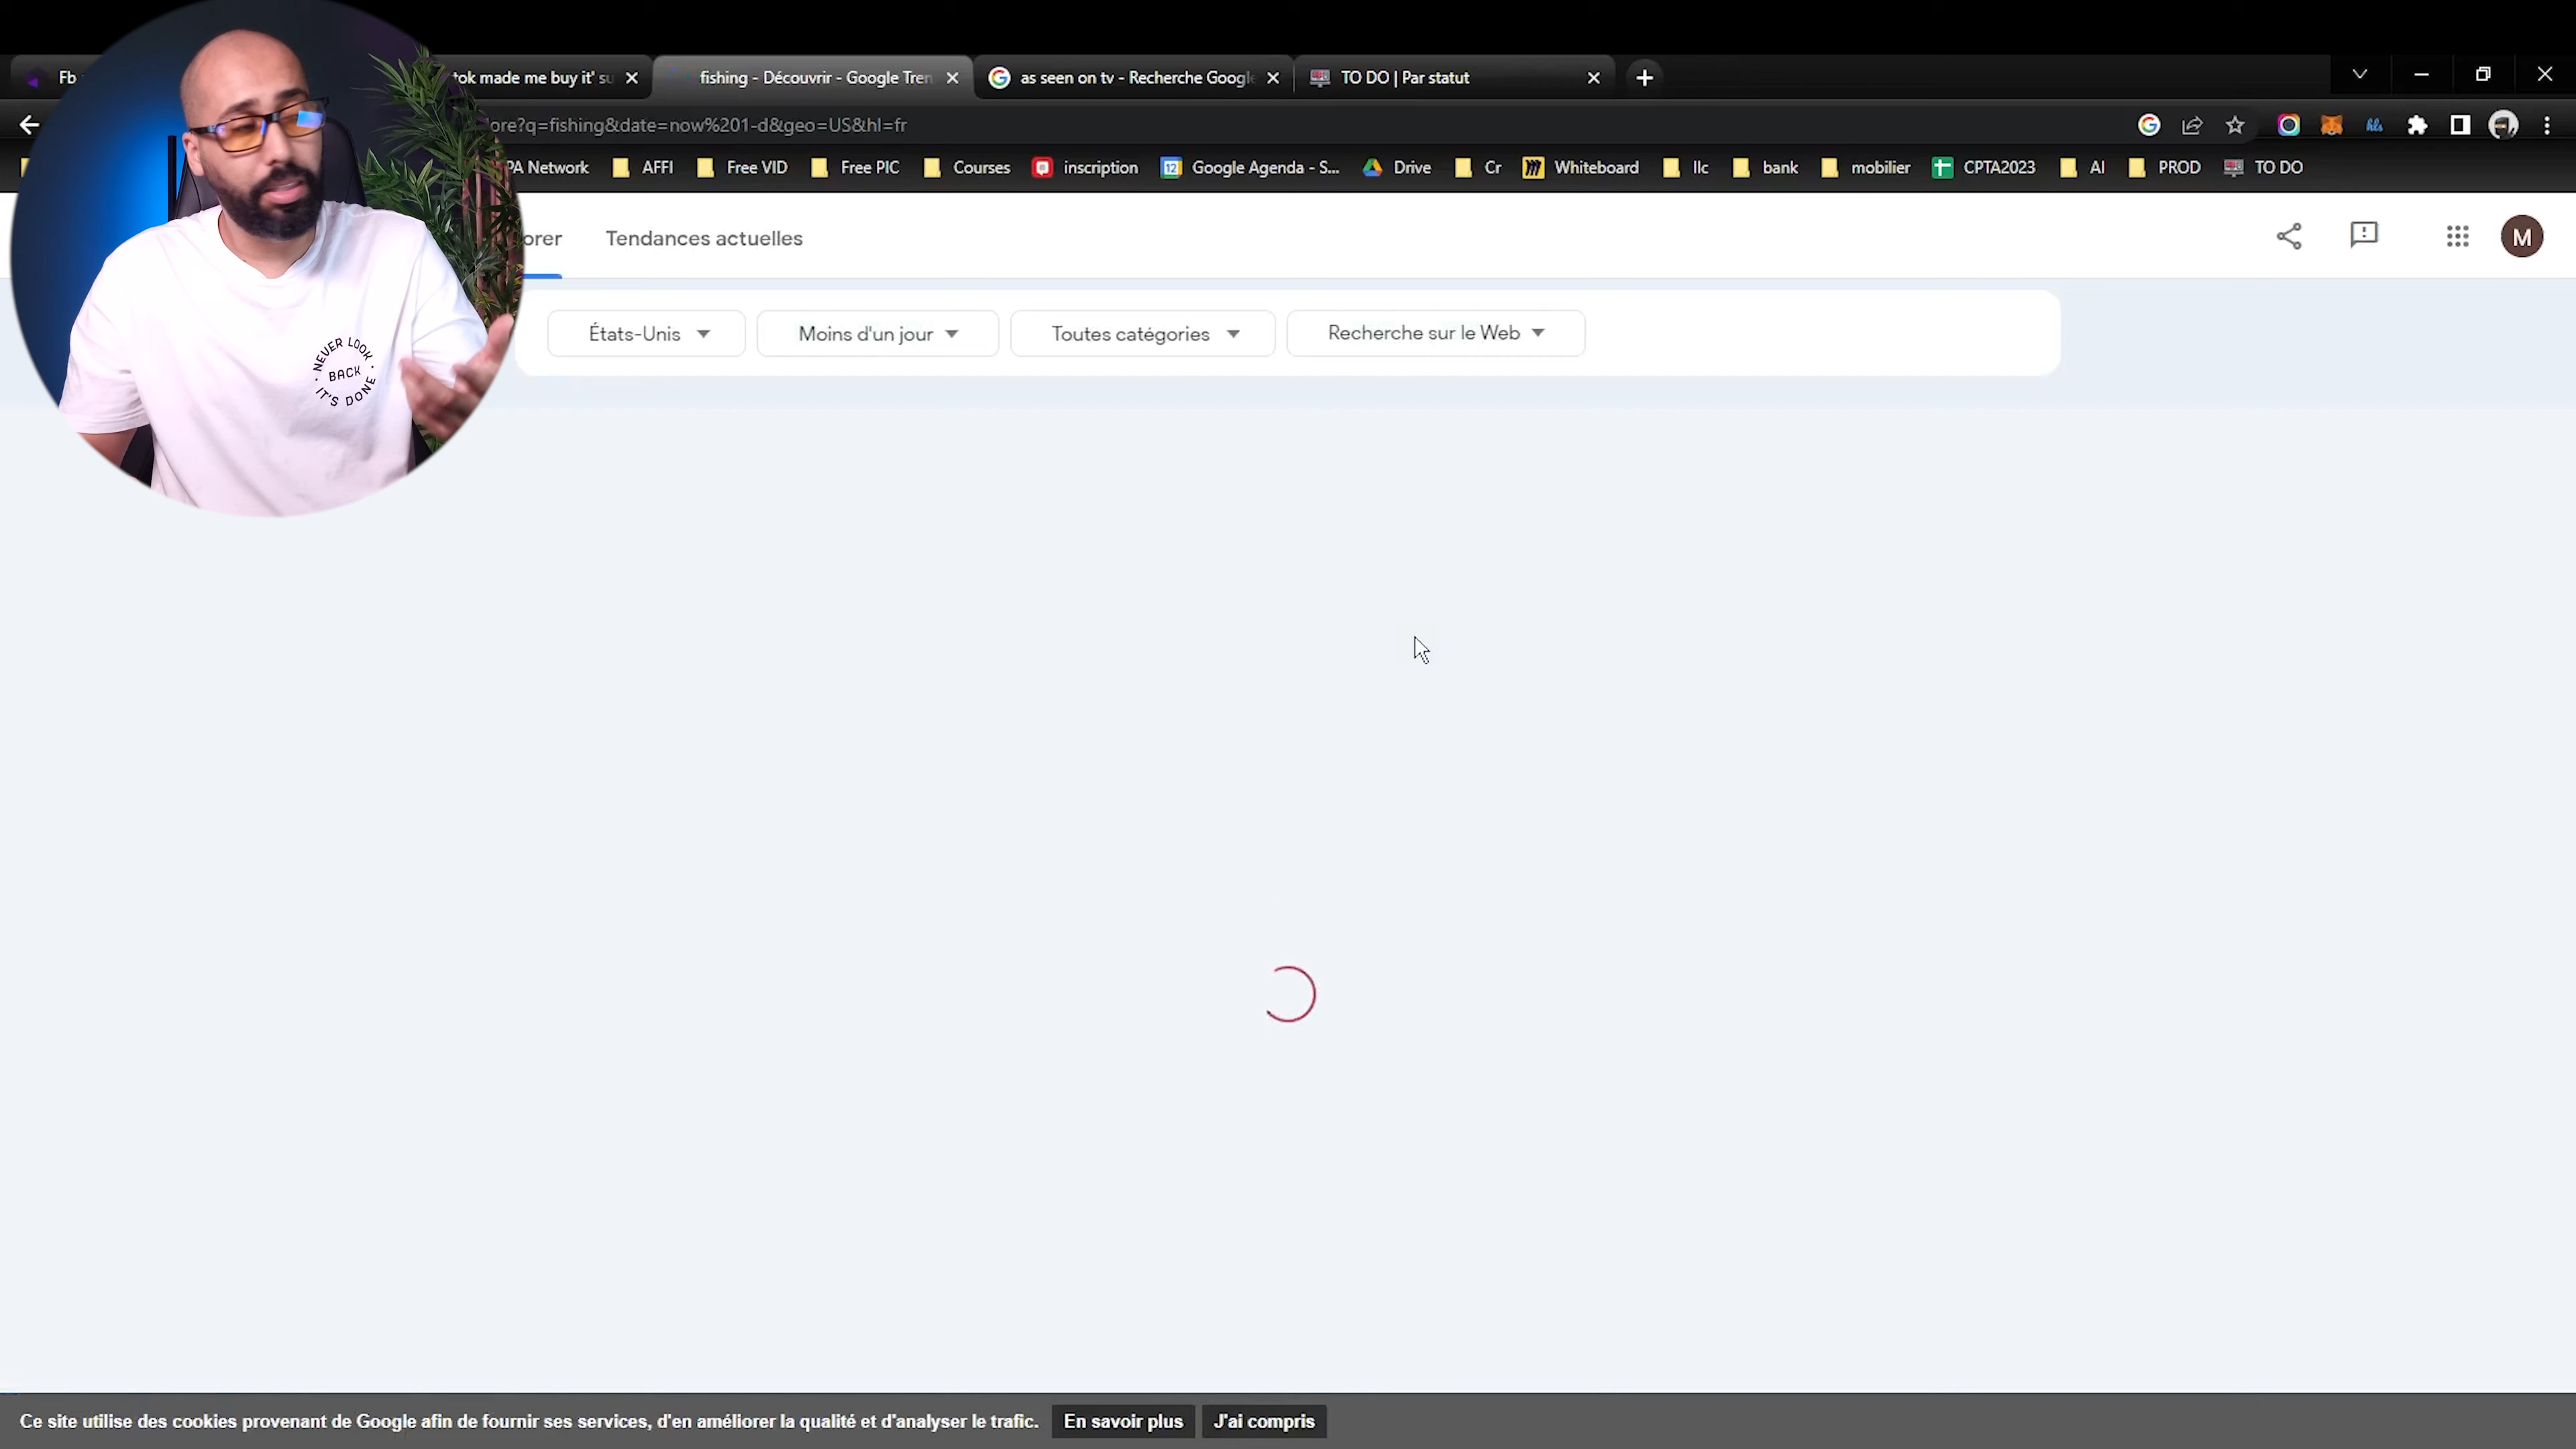 Fb
tok made me buy it' su
fishing - Découvrir - Google Tren
as seen on tv - Recherche Google
TO DO | Par statut
lore?q=fishing&date=now%201-d&geo=US&hl=fr
PA Network
AFFI
Free VID
Free PIC
Courses
inscription
12
Google Agenda - S...
Drive
Cr
Whiteboard
llc
bank
mobilier
CPTA2023
AI
PROD
TO DO
orer
Tendances actuelles
M
États-Unis
Moins d'un jour
Toutes catégories
Recherche sur le Web
NEVER LOOK
BACK
IT'S DONE
Ce site utilise des cookies provenant de Google afin de fournir ses services, d'en améliorer la qualité et d'analyser le trafic.
En savoir plus
J'ai compris